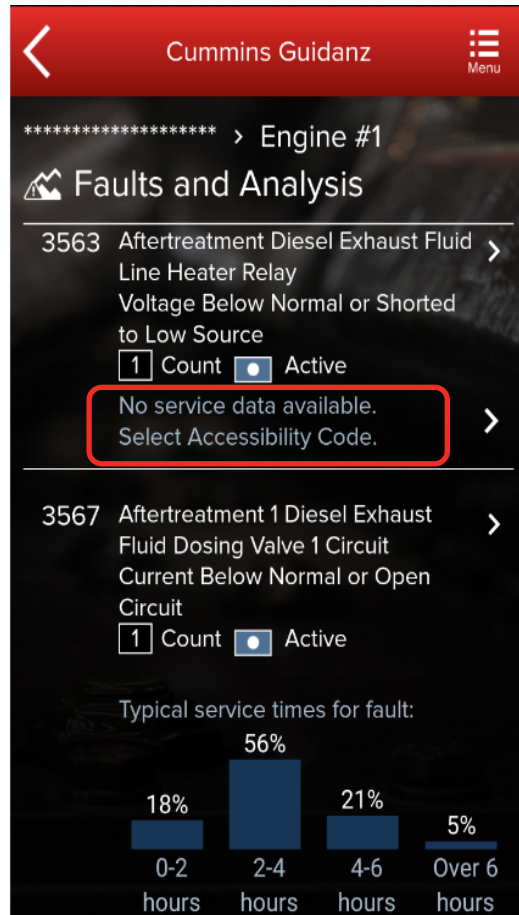 Cummins Guidanz
Menu
******************** > Engine #1
Faults and Analysis
3563 Aftertreatment Diesel Exhaust Fluid
Line Heater Relay
Voltage Below Normal or Shorted
to Low Source
1 Count Active
No service data available.
Select Accessibility Code.
3567 Aftertreatment 1 Diesel Exhaust
Fluid Dosing Valve 1 Circuit
Current Below Normal or Open
Circuit
1 Count Active
Typical service times for fault:
56%
18% 21%
5%
0-2 2-4 4-6 Over 6
hours hours hours hours